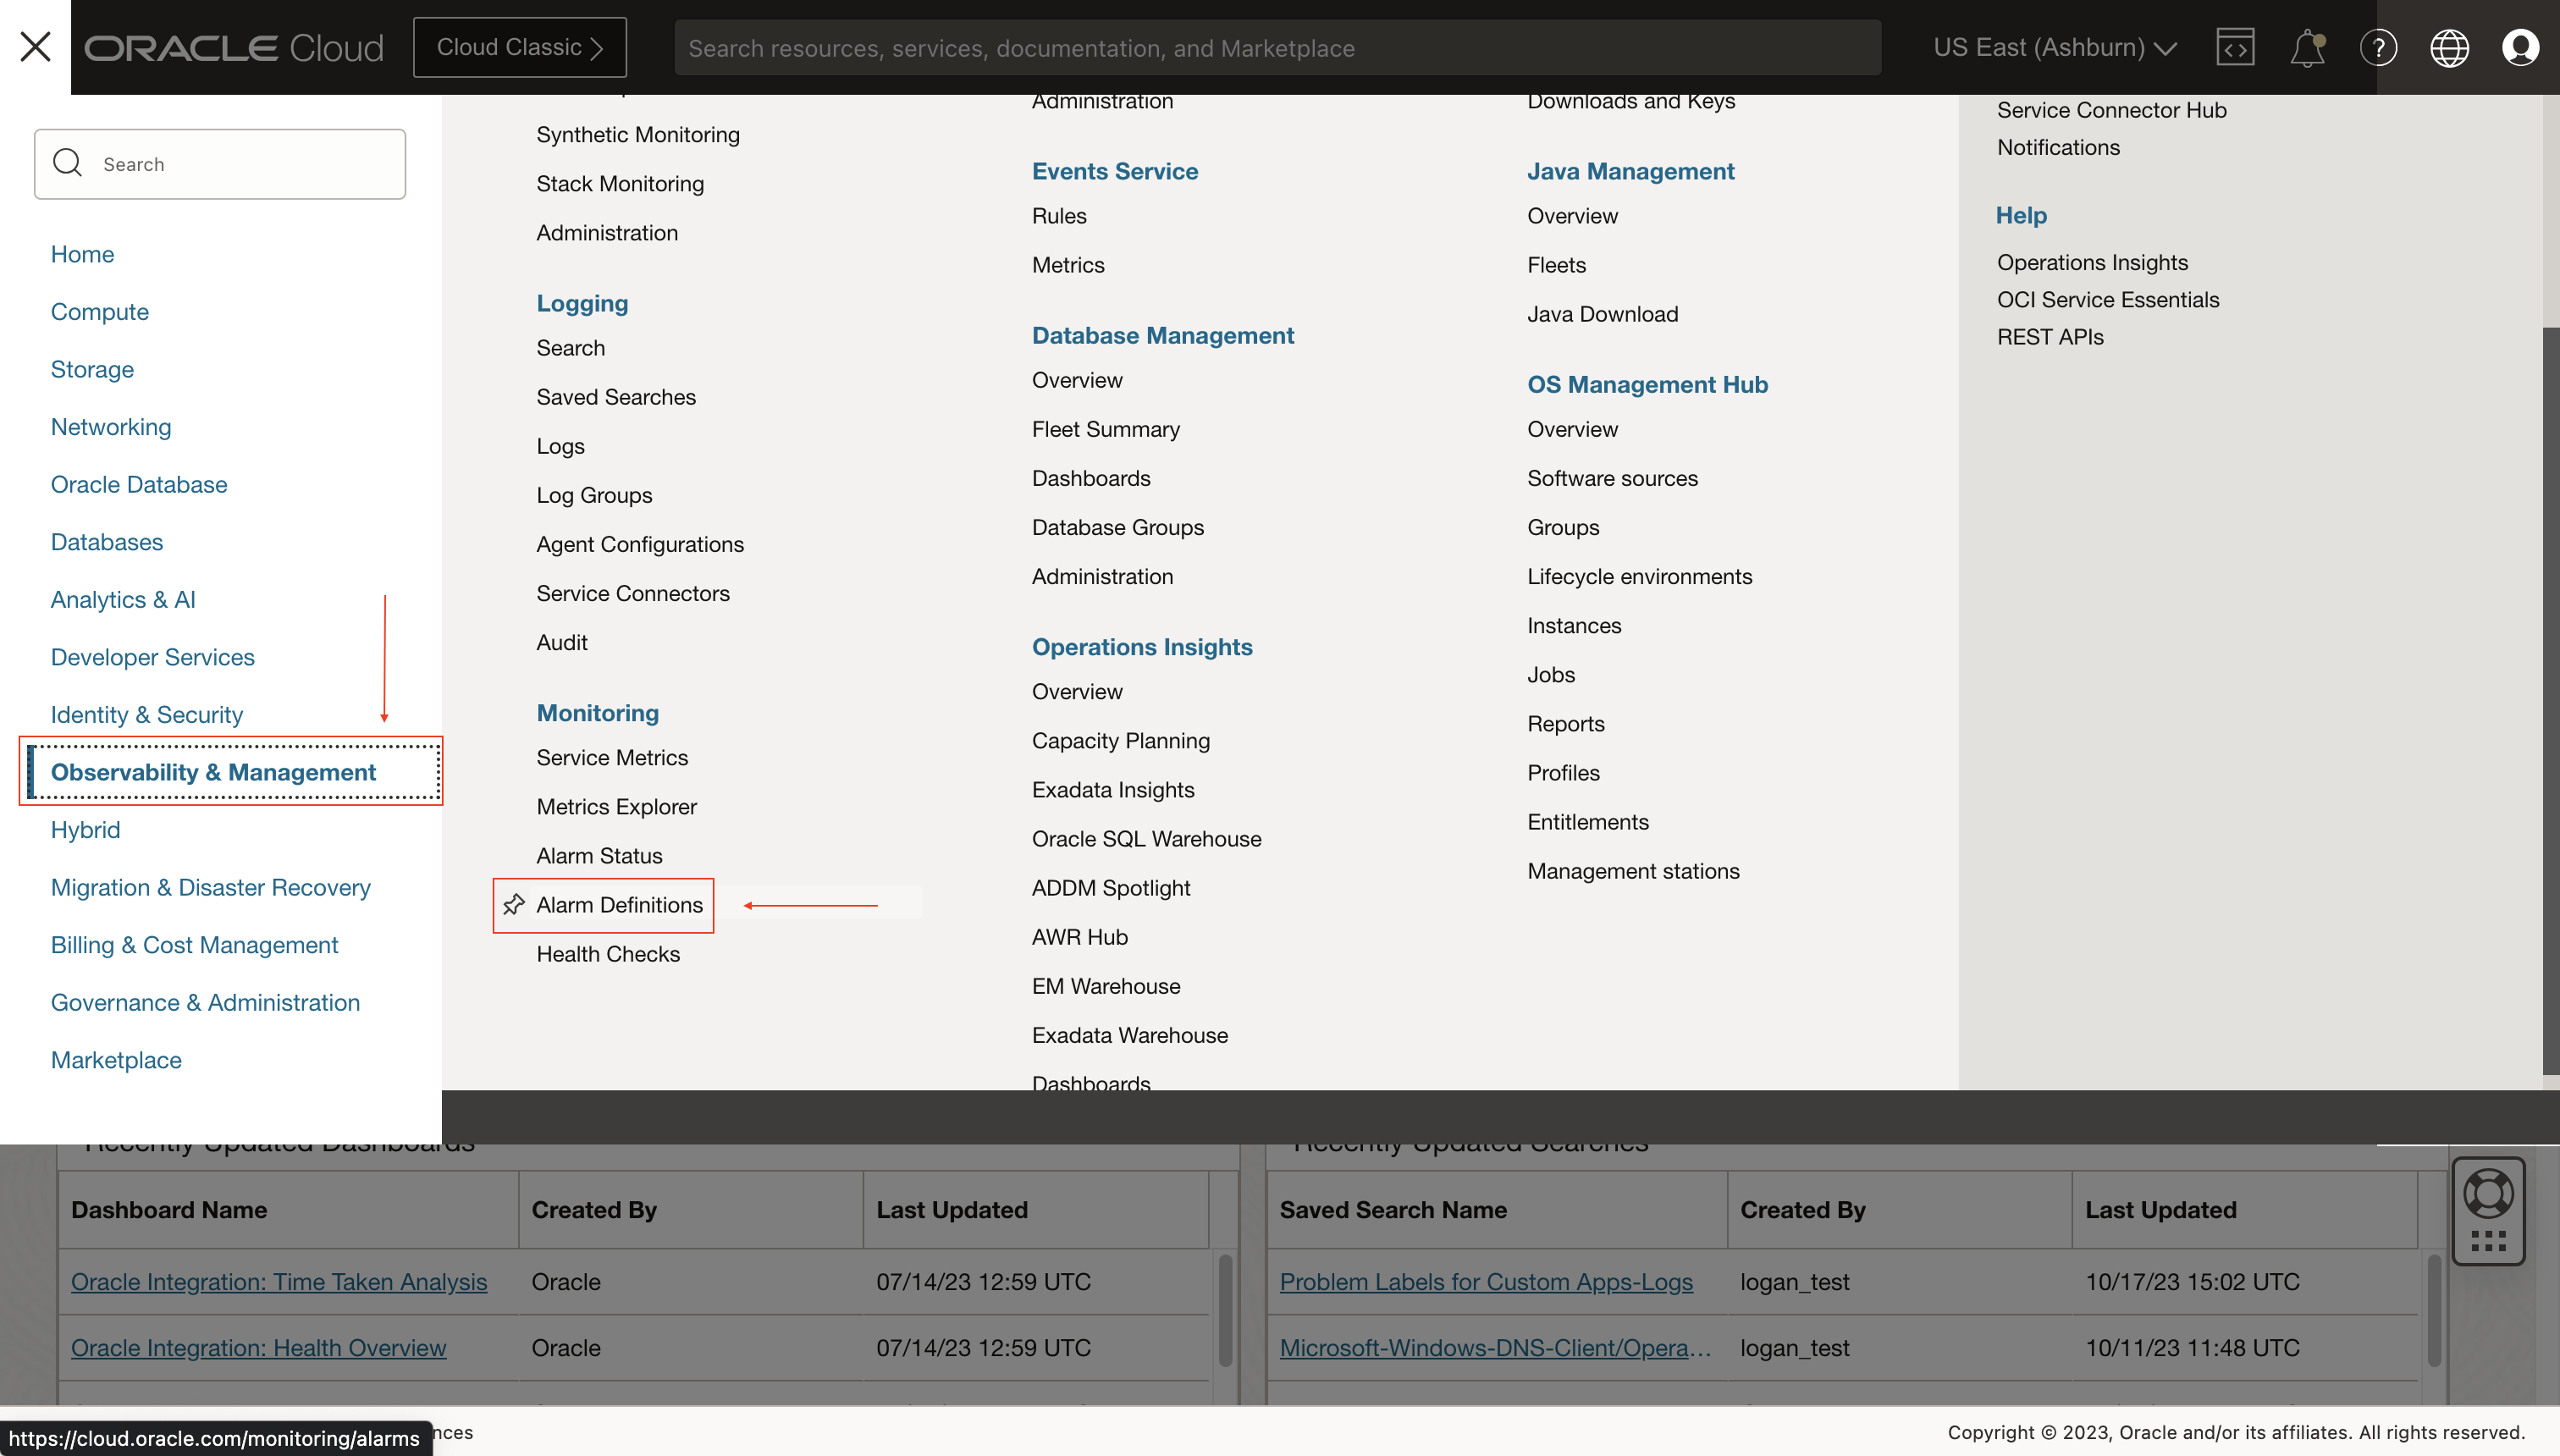 ORACLE Cloud
Cloud Classic
Search resources, services, documentation, and Marketplace
US East (Ashburn)
Search
Home
Compute
Storage
Networking
Oracle Database
Databases
Analytics & AI
Developer Services
Identity & Security
Observability & Management
Hybrid
Migration & Disaster Recovery
Billing & Cost Management
Governance & Administration
Marketplace
Synthetic Monitoring
Stack Monitoring
Administration
Logging
Search
Saved Searches
Logs
Log Groups
Agent Configurations
Service Connectors
Audit
Monitoring
Service Metrics
Metrics Explorer
Alarm Status
Alarm Definitions
Health Checks
Administration
Events Service
Rules
Metrics
Database Management
Overview
Fleet Summary
Dashboards
Database Groups
Administration
Operations Insights
Overview
Capacity Planning
Exadata Insights
Oracle SQL Warehouse
ADDM Spotlight
AWR Hub
EM Warehouse
Exadata Warehouse
Dashboards
Downloads and Keys
Java Management
Overview
Fleets
Java Download
OS Management Hub
Overview
Software sources
Groups
Lifecycle environments
Instances
Jobs
Reports
Profiles
Entitlements
Management stations
Service Connector Hub
Notifications
Help
Operations Insights
OCI Service Essentials
REST APIs
Recently Updated Dashboards
Dashboard Name Created By Last Updated
Oracle Integration: Time Taken Analysis Oracle 07/14/23 12:59 UTC
Oracle Integration: Health Overview Oracle 07/14/23 12:59 UTC
Recently Updated Searches
Saved Search Name Created By Last Updated
Problem Labels for Custom Apps-Logs logan_test 10/17/23 15:02 UTC
Microsoft-Windows-DNS-Client/Opera... logan_test 10/11/23 11:48 UTC
https://cloud.oracle.com/monitoring/alarms
Copyright © 2023, Oracle and/or its affiliates. All rights reserved.